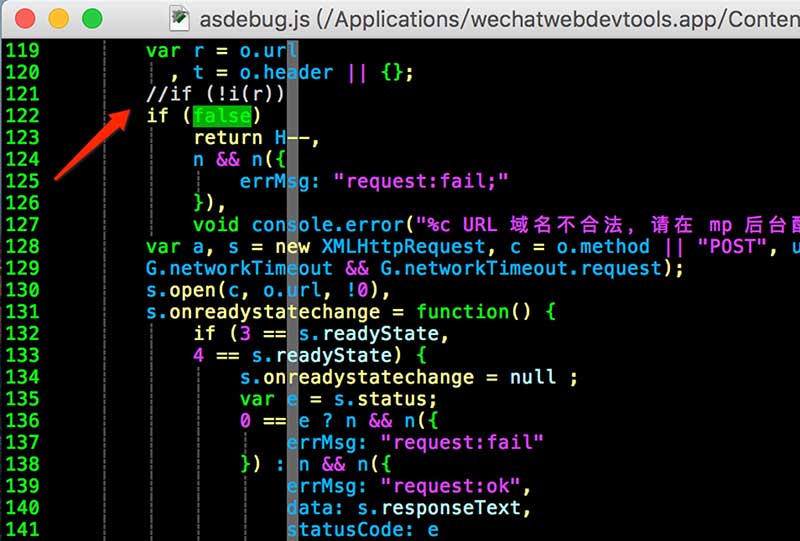 asdebug.js (/Applications/wechatwebdevtools.app/Conten
119 var r = o.url
120 , t = o.header || {};
121 //if (!i(r))
122 if (false)
123 return H--,
124 n && n({
125 errMsg: "request:fail;"
126 }),
127 void console.error("%c URL 域名不合法，请在 mp 后台配
128 var a, s = new XMLHttpRequest, c = o.method || "POST", u
129 G.networkTimeout && G.networkTimeout.request);
130 s.open(c, o.url, !0),
131 s.onreadystatechange = function() {
132 if (3 == s.readyState,
133 4 == s.readyState) {
134 s.onreadystatechange = null ;
135 var e = s.status;
136 0 == e ? n && n({
137 errMsg: "request:fail"
138 }) : n && n({
139 errMsg: "request:ok",
140 data: s.responseText,
141 statusCode: e